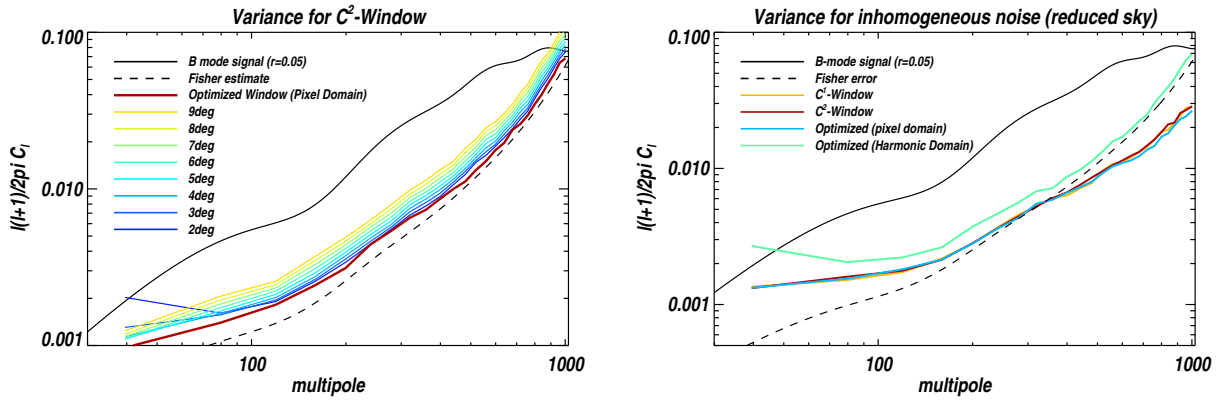 Variance for C²-Window
l(l+1)/2pi C_l
0.100
0.010
0.001
B mode signal (r=0.05)
Fisher estimate
Optimized Window (Pixel Domain)
9deg
8deg
7deg
6deg
5deg
4deg
3deg
2deg
100
1000
multipole
Variance for inhomogeneous noise (reduced sky)
l(l+1)/2pi C_l
0.100
0.010
0.001
B-mode signal (r=0.05)
Fisher error
C¹-Window
C²-Window
Optimized (pixel domain)
Optimized (Harmonic Domain)
100
1000
multipole